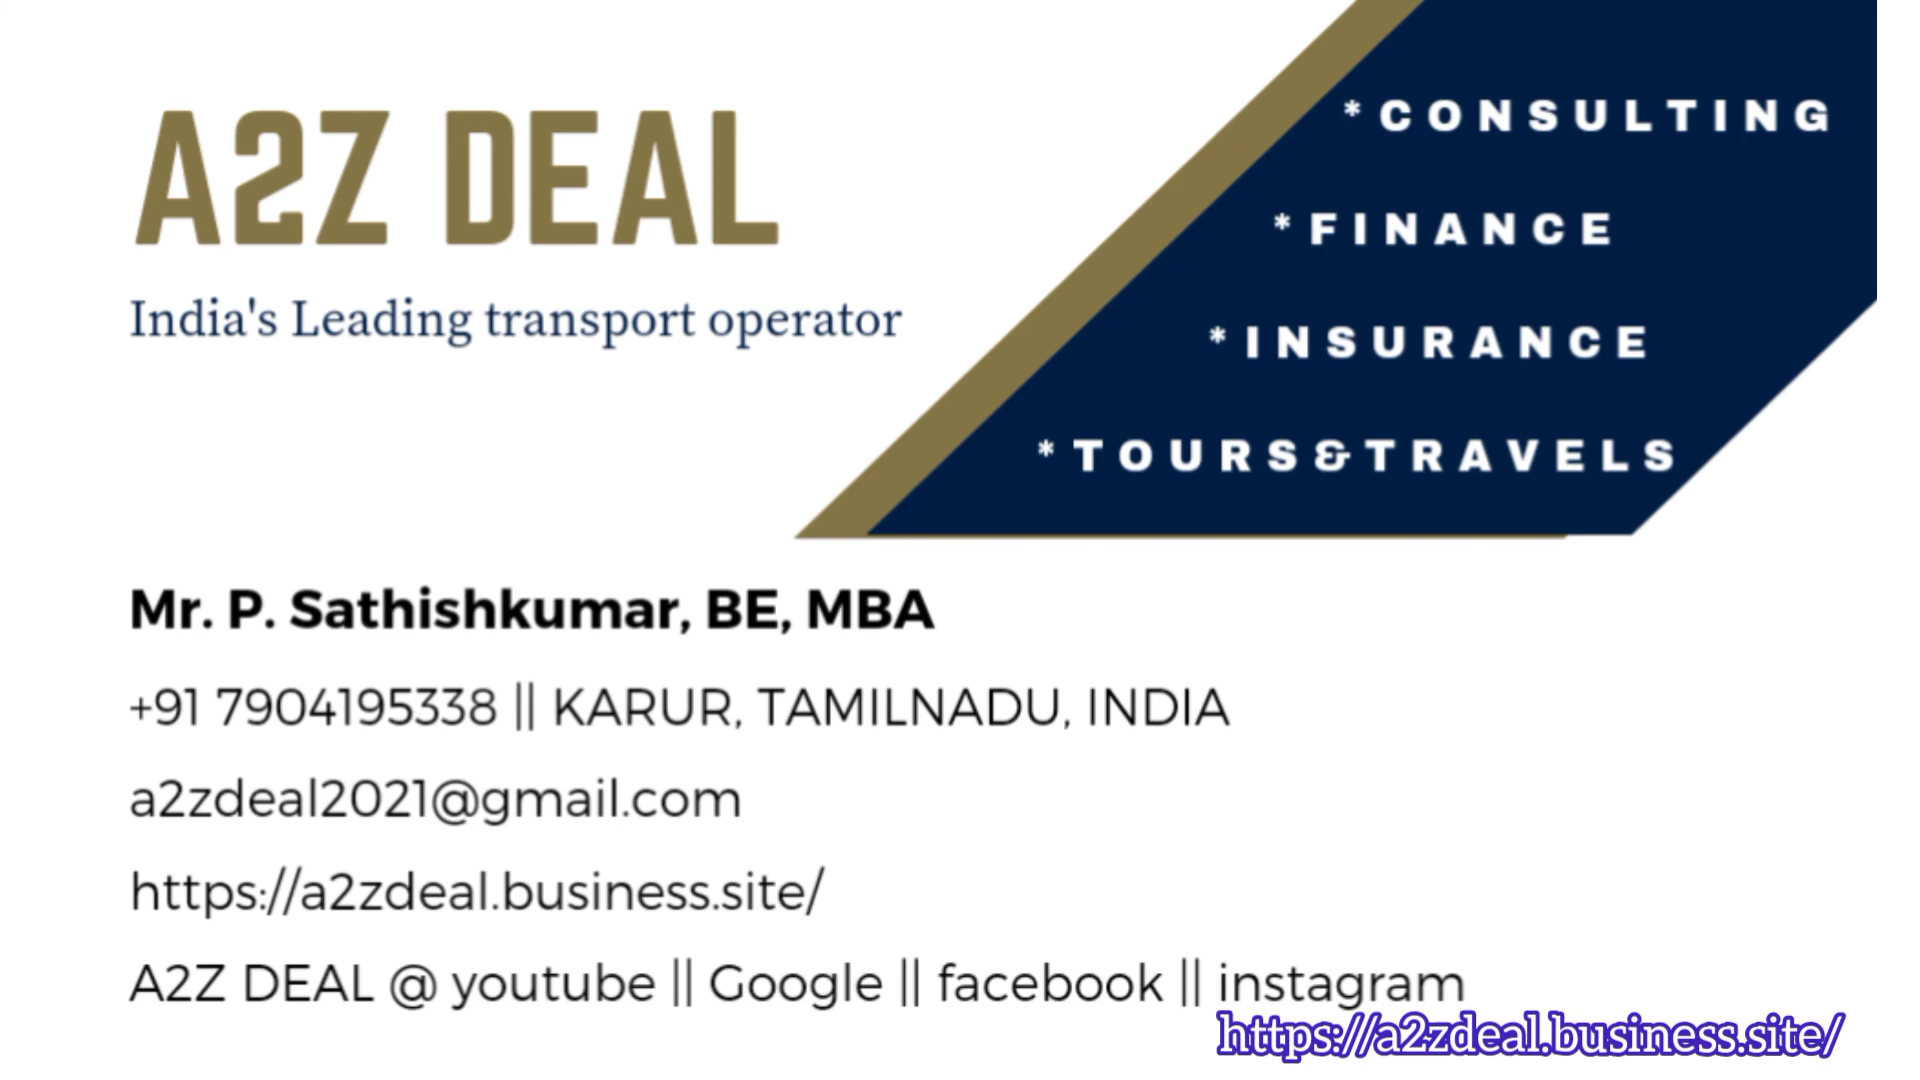 A2Z DEAL
India's Leading transport operator
*CONSULTING
*FINANCE
*INSURANCE
*TOURS&TRAVELS
Mr. P. Sathishkumar, BE, MBA
+91 7904195338 || KARUR, TAMILNADU, INDIA
a2zdeal2021@gmail.com
https://a2zdeal.business.site/
A2Z DEAL @ youtube || Google || facebook || instagram
https://a2zdeal.business.site/